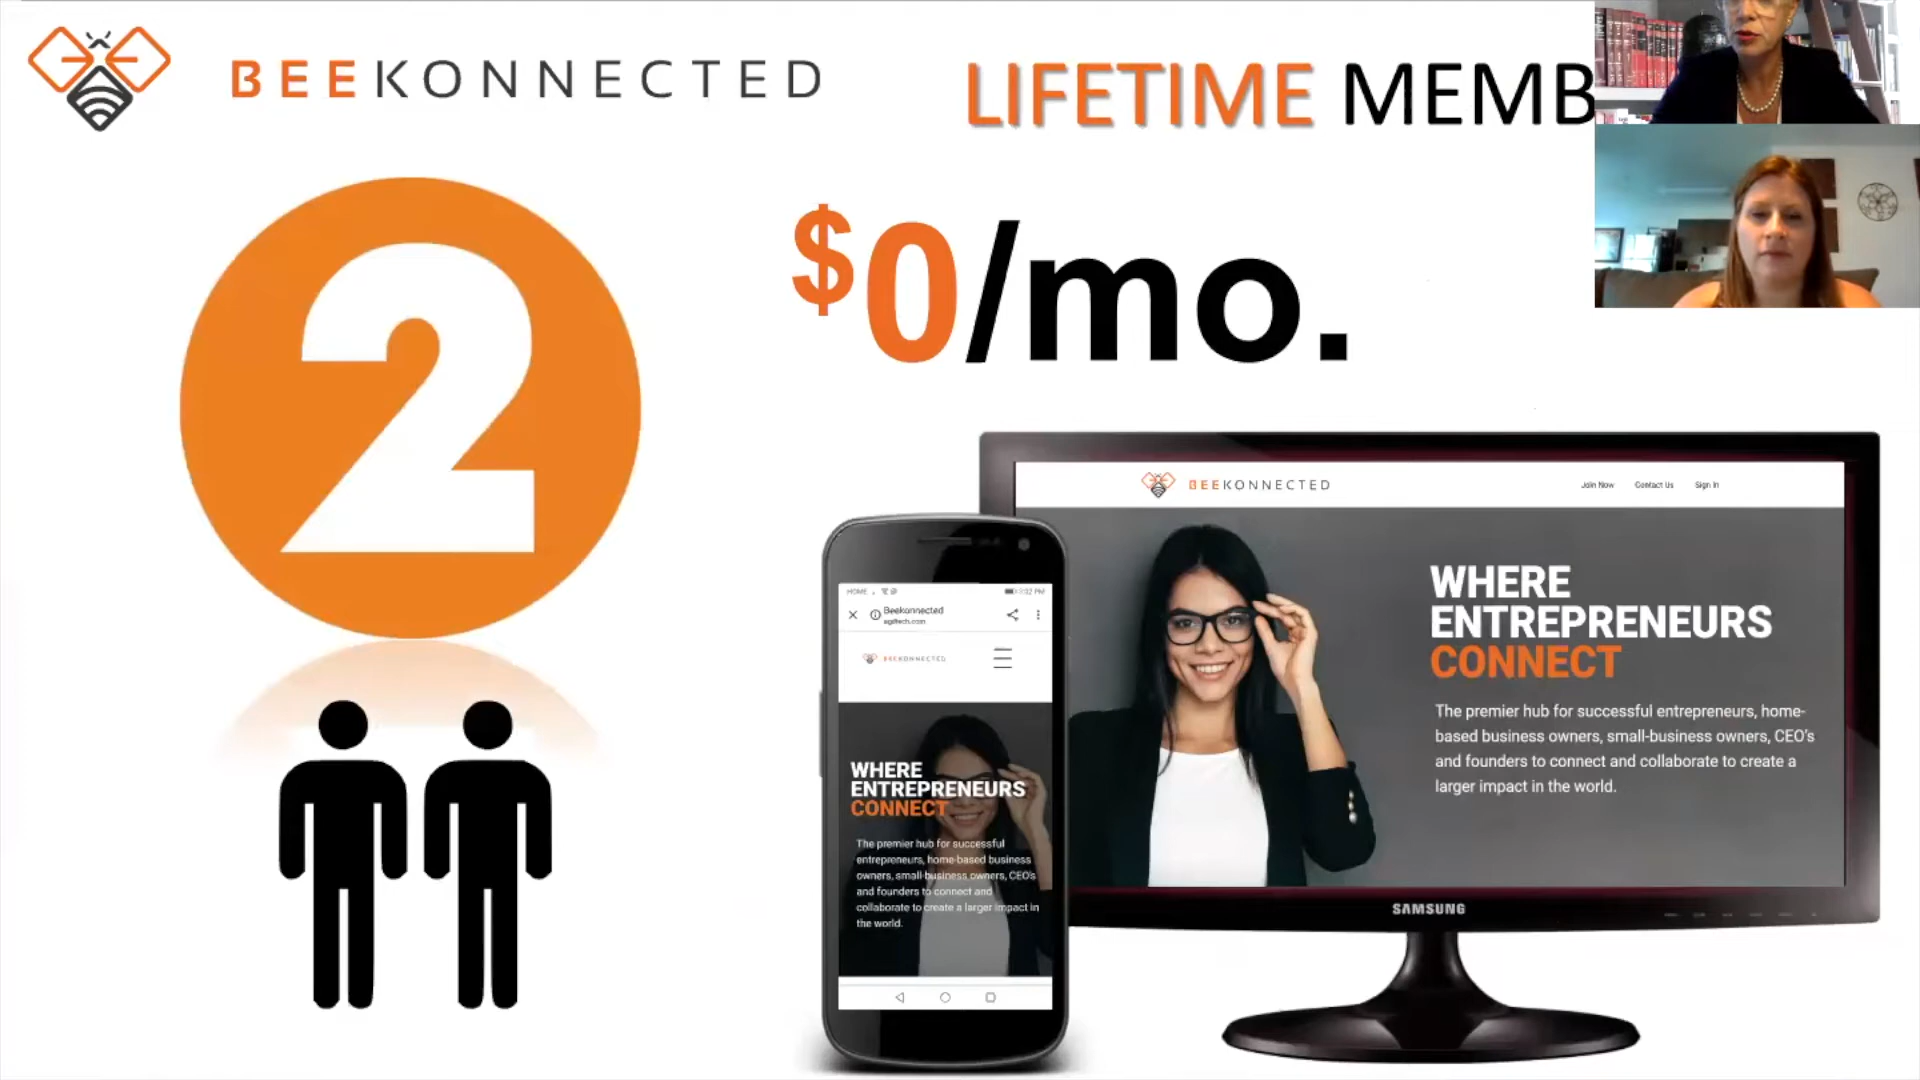 BEEKONNECTED
LIFETIME MEMB
2
$0/mo.
BEEKONNECTED
Join Now Contact Us Sign In
WHERE
ENTREPRENEURS
CONNECT
The premier hub for successful entrepreneurs, home-
based business owners, small-business owners, CEO's
and founders to connect and collaborate to create a
larger impact in the world.
SAMSUNG
HOME
Beekonnected
BEEKONNECTED
WHERE
ENTREPRENEURS
CONNECT
The premier hub for successful
entrepreneurs, home-based business
owners, small-business owners, CEO's
and founders to connect and
collaborate to create a larger impact in
the world.